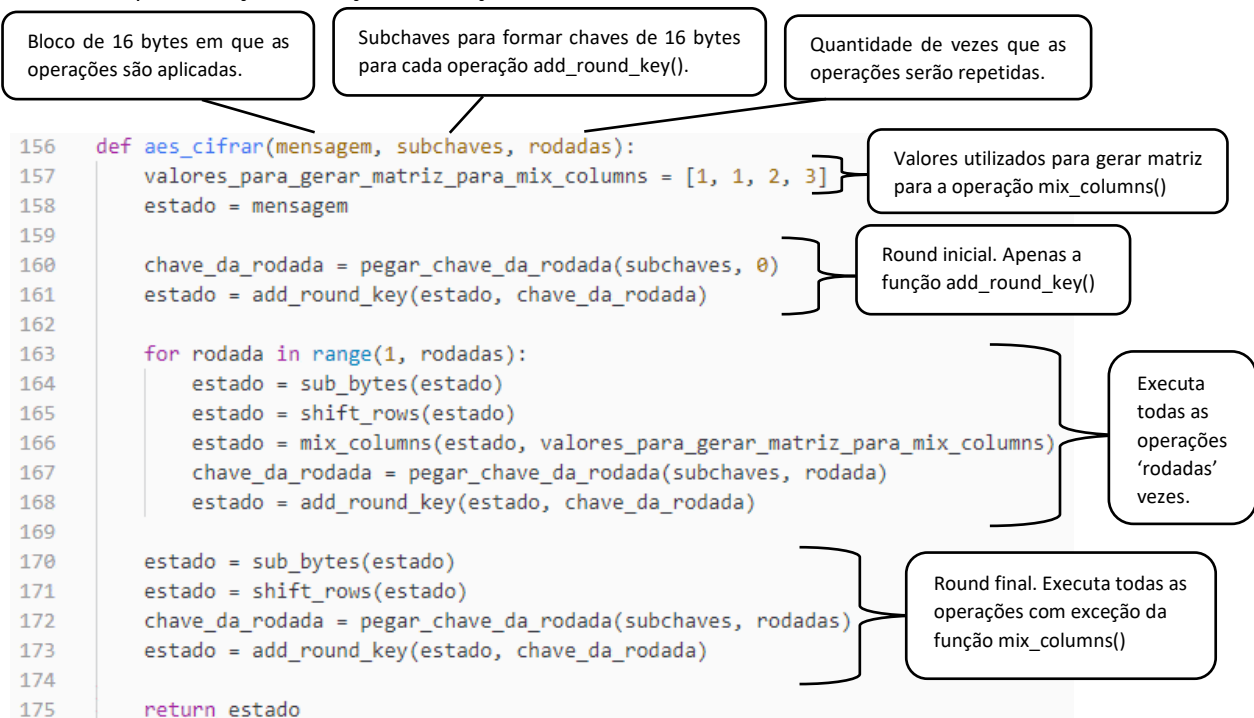 Bloco de 16 bytes em que as
operações são aplicadas.
Subchaves para formar chaves de 16 bytes
para cada operação add_round_key().
Quantidade de vezes que as
operações serão repetidas.
156 def aes_cifrar(mensagem, subchaves, rodadas):
157 valores_para_gerar_matriz_para_mix_columns = [1, 1, 2, 3]
158 estado = mensagem
159
160 chave_da_rodada = pegar_chave_da_rodada(subchaves, 0)
161 estado = add_round_key(estado, chave_da_rodada)
162
163 for rodada in range(1, rodadas):
164 estado = sub_bytes(estado)
165 estado = shift_rows(estado)
166 estado = mix_columns(estado, valores_para_gerar_matriz_para_mix_columns)
167 chave_da_rodada = pegar_chave_da_rodada(subchaves, rodada)
168 estado = add_round_key(estado, chave_da_rodada)
169
170 estado = sub_bytes(estado)
171 estado = shift_rows(estado)
172 chave_da_rodada = pegar_chave_da_rodada(subchaves, rodadas)
173 estado = add_round_key(estado, chave_da_rodada)
174
175 return estado
Valores utilizados para gerar matriz
para a operação mix_columns()
Round inicial. Apenas a
função add_round_key()
Executa
todas as
operações
‘rodadas’
vezes.
Round final. Executa todas as
operações com exceção da
função mix_columns()